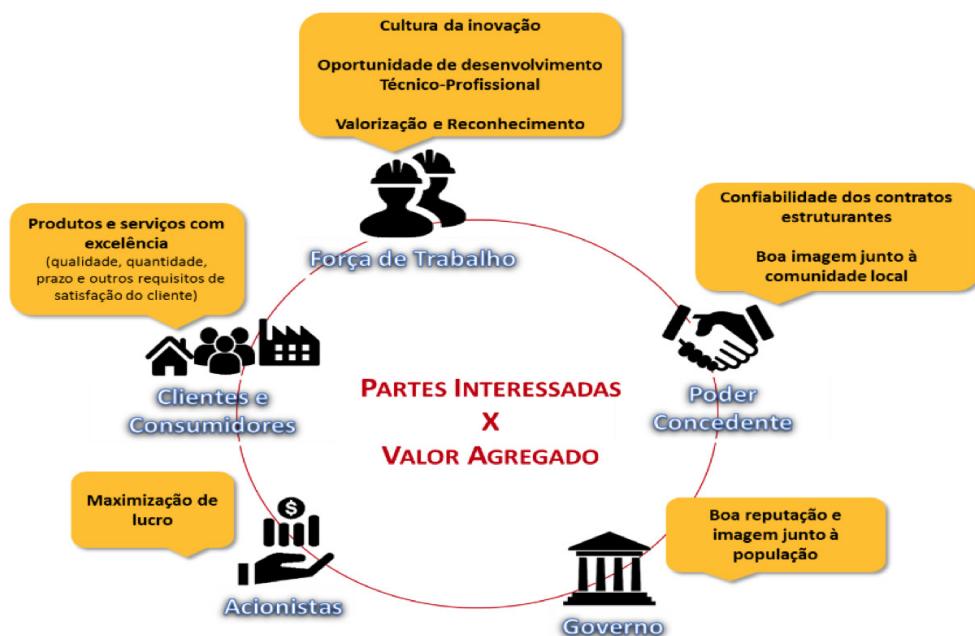 Cultura da inovação
Oportunidade de desenvolvimento
Técnico-Profissional
Valorização e Reconhecimento
Força de Trabalho
Confiabilidade dos contratos
estruturantes
Boa imagem junto à
comunidade local
Poder
Concedente
Produtos e serviços com
excelência
(qualidade, quantidade,
prazo e outros requisitos de
satisfação do cliente)
Clientes e
Consumidores
PARTES INTERESSADAS
X
VALOR AGREGADO
Maximização de
lucro
$
Acionistas
Boa reputação e
imagem junto à
população
Governo